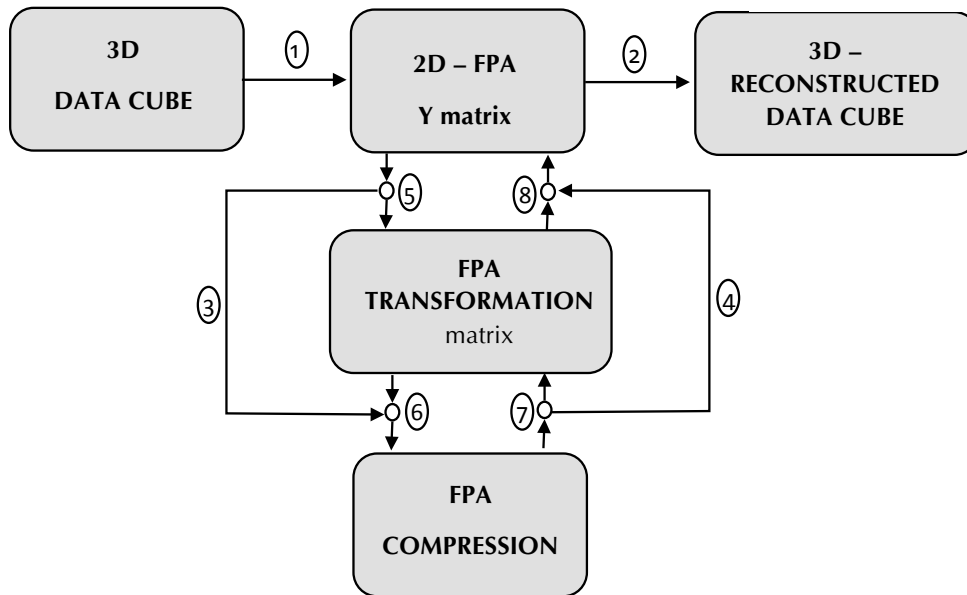 3D
DATA CUBE
1
2D – FPA
Y matrix
2
3D –
RECONSTRUCTED
DATA CUBE
5
8
3
FPA
TRANSFORMATION
matrix
4
6
7
FPA
COMPRESSION